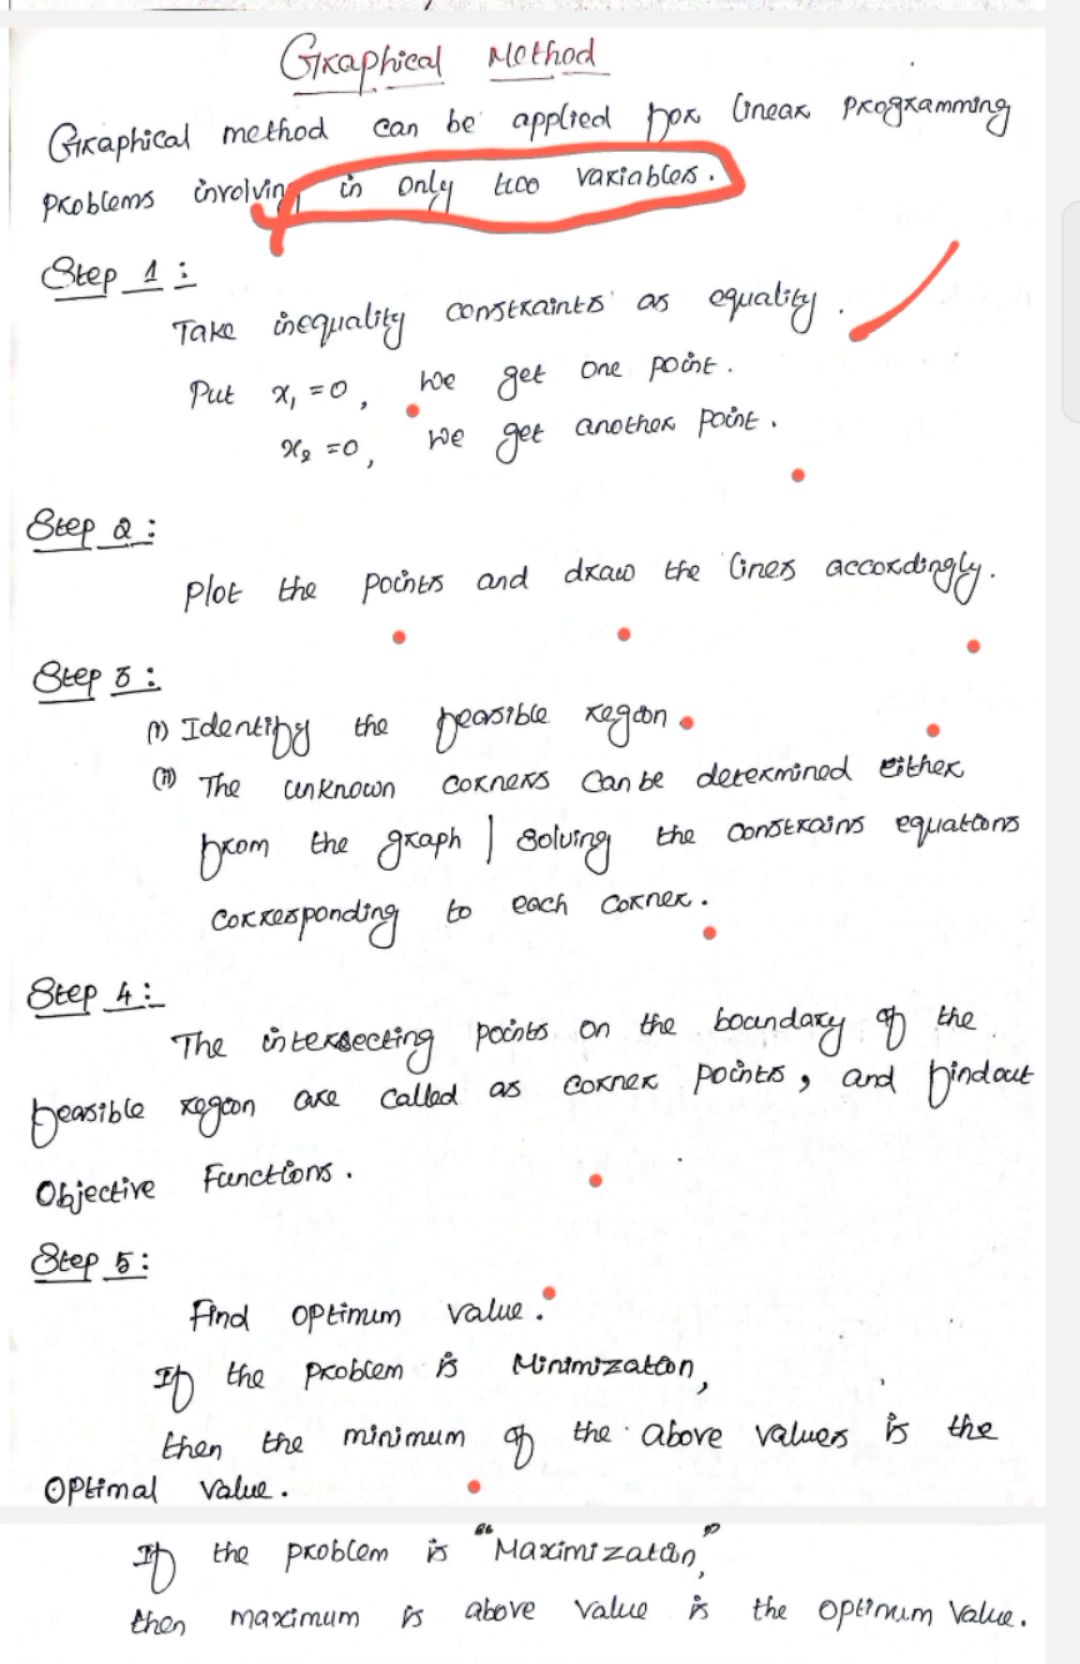 Graphical Method
Graphical method can be applied for linear programming
problems involving in only two variables.
Step 1:
Take inequality constraints as equality.
Put x₁ = 0, we get one point.
x₂ = 0, we get another point.
Step 2:
Plot the points and draw the lines accordingly.
Step 3:
(i) Identify the feasible region.
(ii) The unknown corners can be determined either
from the graph | solving the constrains equations
corresponding to each corner.
Step 4:
The intersecting points on the boundary of the
feasible region are called as corner points, and findout
Objective Functions.
Step 5:
Find optimum value.
If the problem is Minimization,
then the minimum of the above values is the
Optimal value.
If the problem is "Maximization,"
then maximum is above value is the optimum value.